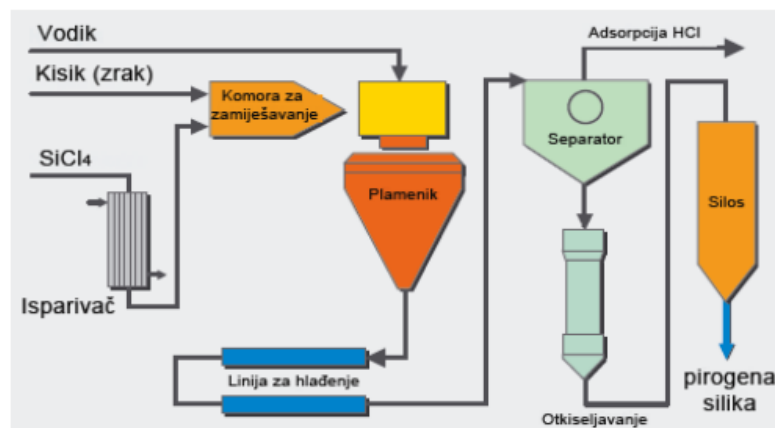 Vodik
Adsorpcija HCl
Kisik (zrak)
Komora za
zamiješavanje
Separator
SiCl₄
Plamenik
Silos
Isparivač
Linija za hlađenje
pirogena
silika
Otkiseljavanje